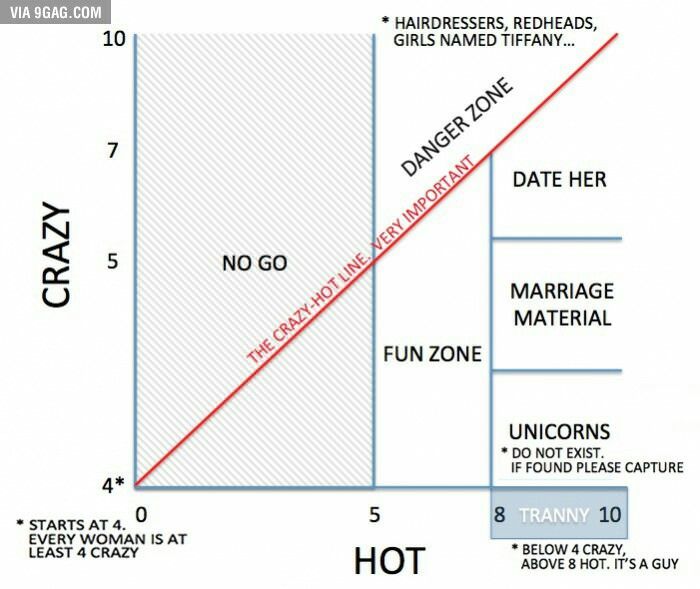 VIA 9GAG.COM
* HAIRDRESSERS, REDHEADS,
GIRLS NAMED TIFFANY...
10
DANGER ZONE
7
DATE HER
CRAZY
THE CRAZY-HOT LINE. VERY IMPORTANT
5
NO GO
MARRIAGE
MATERIAL
FUN ZONE
UNICORNS
* DO NOT EXIST.
IF FOUND PLEASE CAPTURE
4*
0
5
8 TRANNY 10
* STARTS AT 4.
EVERY WOMAN IS AT
LEAST 4 CRAZY
HOT
* BELOW 4 CRAZY,
ABOVE 8 HOT. IT'S A GUY